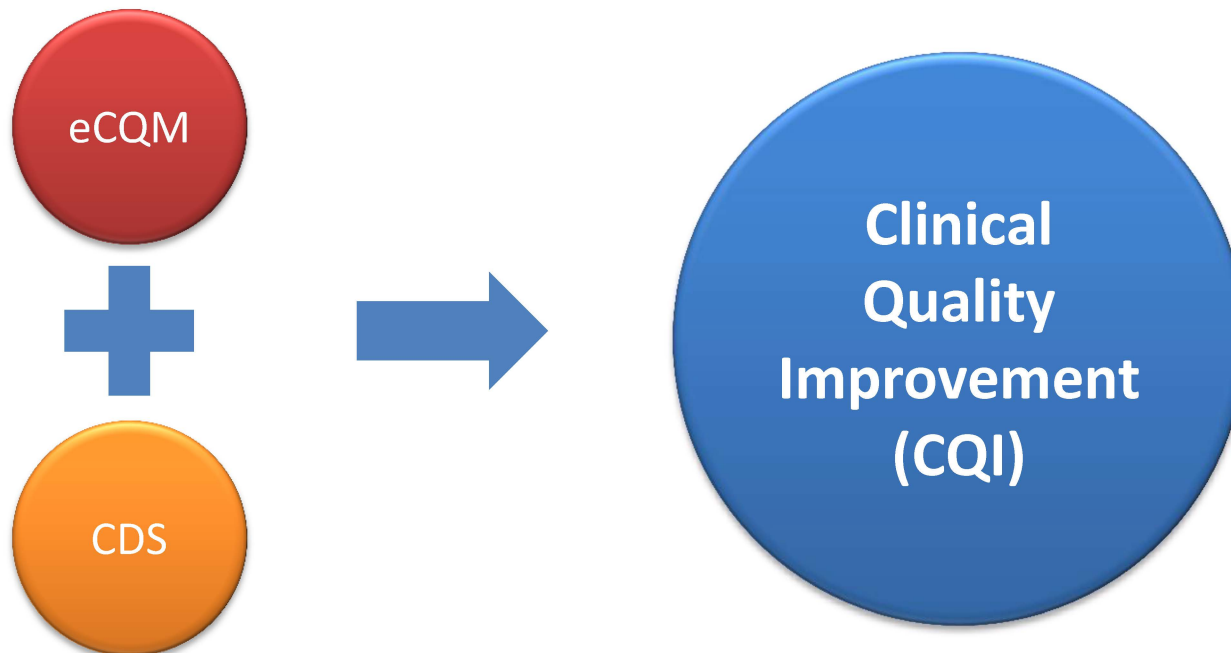 eCQM
CDS
Clinical
Quality
Improvement
(CQI)